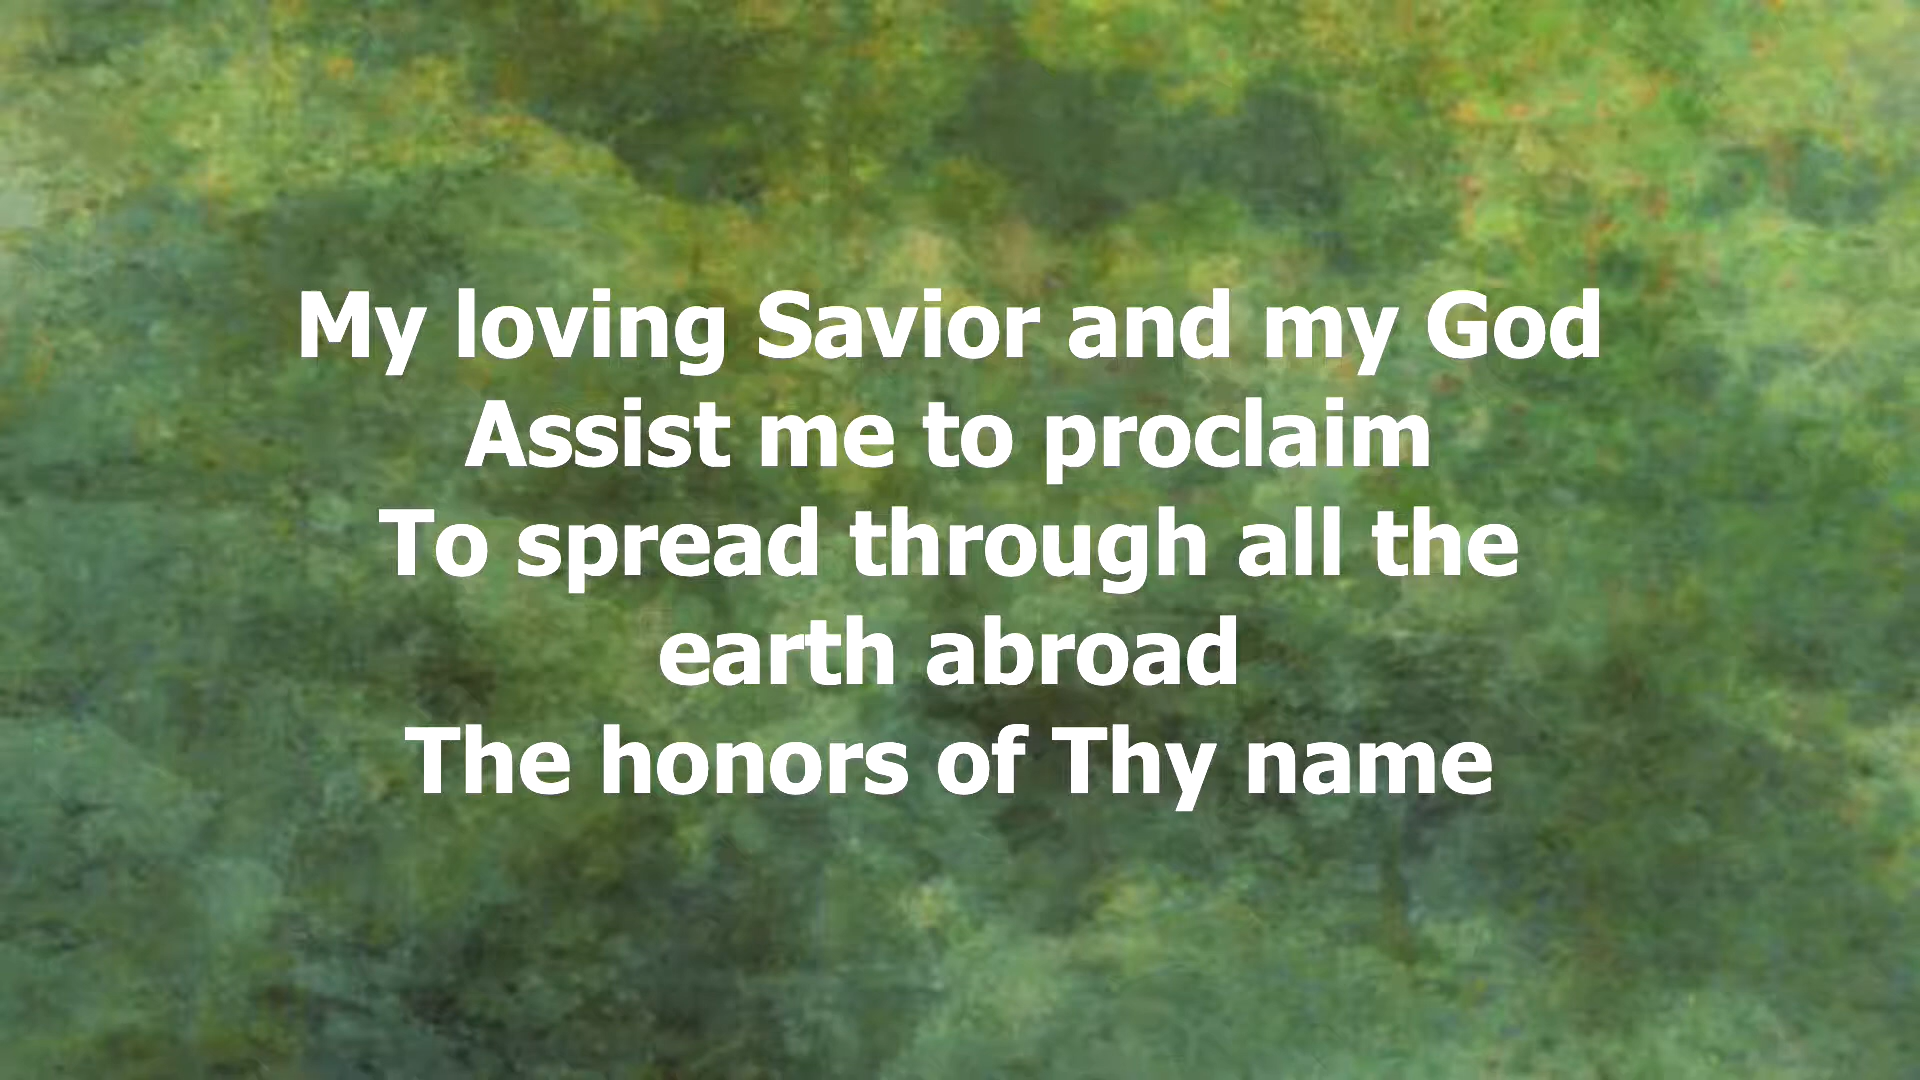 My loving Savior and my God
Assist me to proclaim
To spread through all the
earth abroad
The honors of Thy name